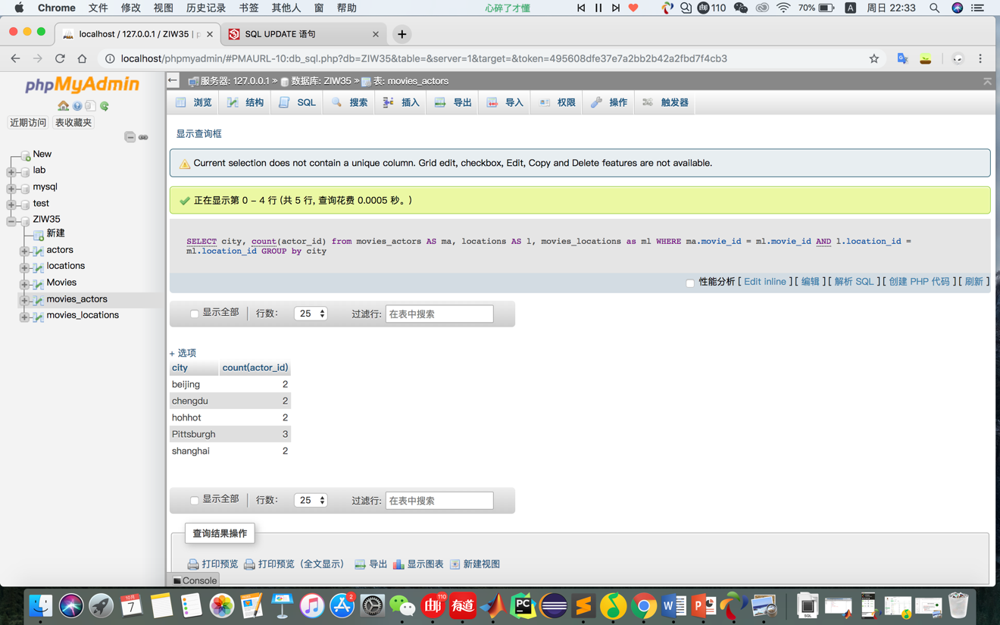 Chrome 文件 修改 视图 历史记录 书签 其他人 窗 帮助 心碎了才懂 110 70% A 周日 22:33
localhost / 127.0.0.1 / ZIW35 | p SQL UPDATE 语句
localhost/phpmyadmin/#PMAURL-10:db_sql.php?db=ZIW35&table=&server=1&target=&token=495608dfe37e7a2bb2b42a2fbd7f4cb3
phpMyAdmin
近期访问 表收藏夹
New
lab
mysql
test
ZIW35
新建
actors
locations
Movies
movies_actors
movies_locations
服务器: 127.0.0.1 » 数据库: ZIW35 » 表: movies_actors
浏览 结构 SQL 搜索 插入 导出 导入 权限 操作 触发器
显示查询框
Current selection does not contain a unique column. Grid edit, checkbox, Edit, Copy and Delete features are not available.
正在显示第 0 - 4 行 (共 5 行, 查询花费 0.0005 秒。)
SELECT city, count(actor_id) from movies_actors AS ma, locations AS l, movies_locations as ml WHERE ma.movie_id = ml.movie_id AND l.location_id =
ml.location_id GROUP by city
性能分析 [ Edit inline ] [ 编辑 ] [ 解析 SQL ] [ 创建 PHP 代码 ] [ 刷新 ]
显示全部 行数: 25 过滤行: 在表中搜索
+ 选项
city count(actor_id)
beijing 2
chengdu 2
hohhot 2
Pittsburgh 3
shanghai 2
显示全部 行数: 25 过滤行: 在表中搜索
查询结果操作
打印预览 打印预览（全文显示） 导出 显示图表 新建视图
Console
10月 7 2 110 有道 PC W P SQL